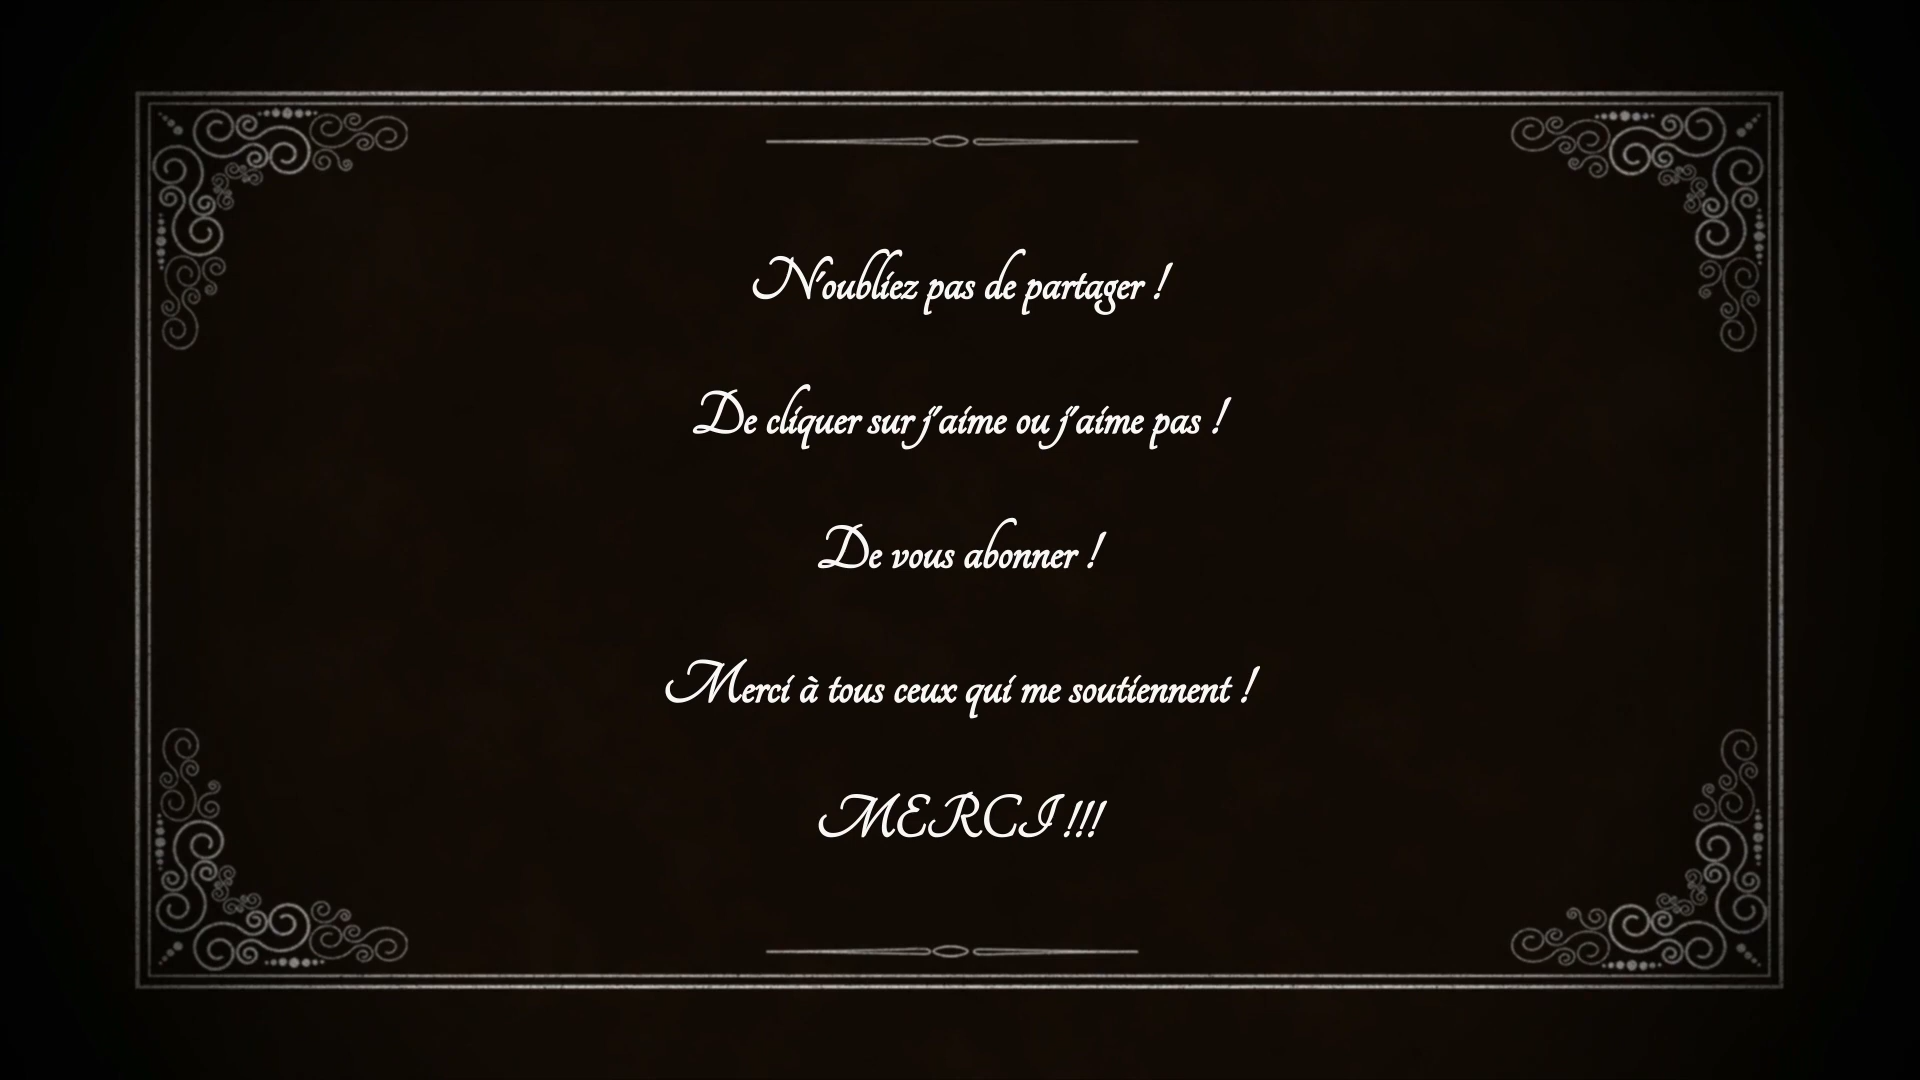 N'oubliez pas de partager !
De cliquer sur j'aime ou j'aime pas !
De vous abonner !
Merci à tous ceux qui me soutiennent !
MERCI !!!